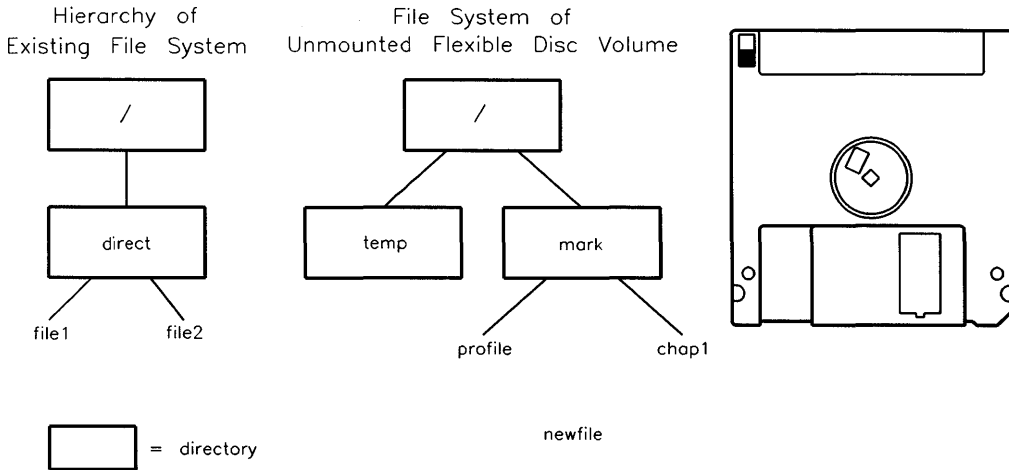 Hierarchy of
Existing File System
File System of
Unmounted Flexible Disc Volume
/
/
direct
temp
mark
file1
file2
profile
chap1
= directory
newfile